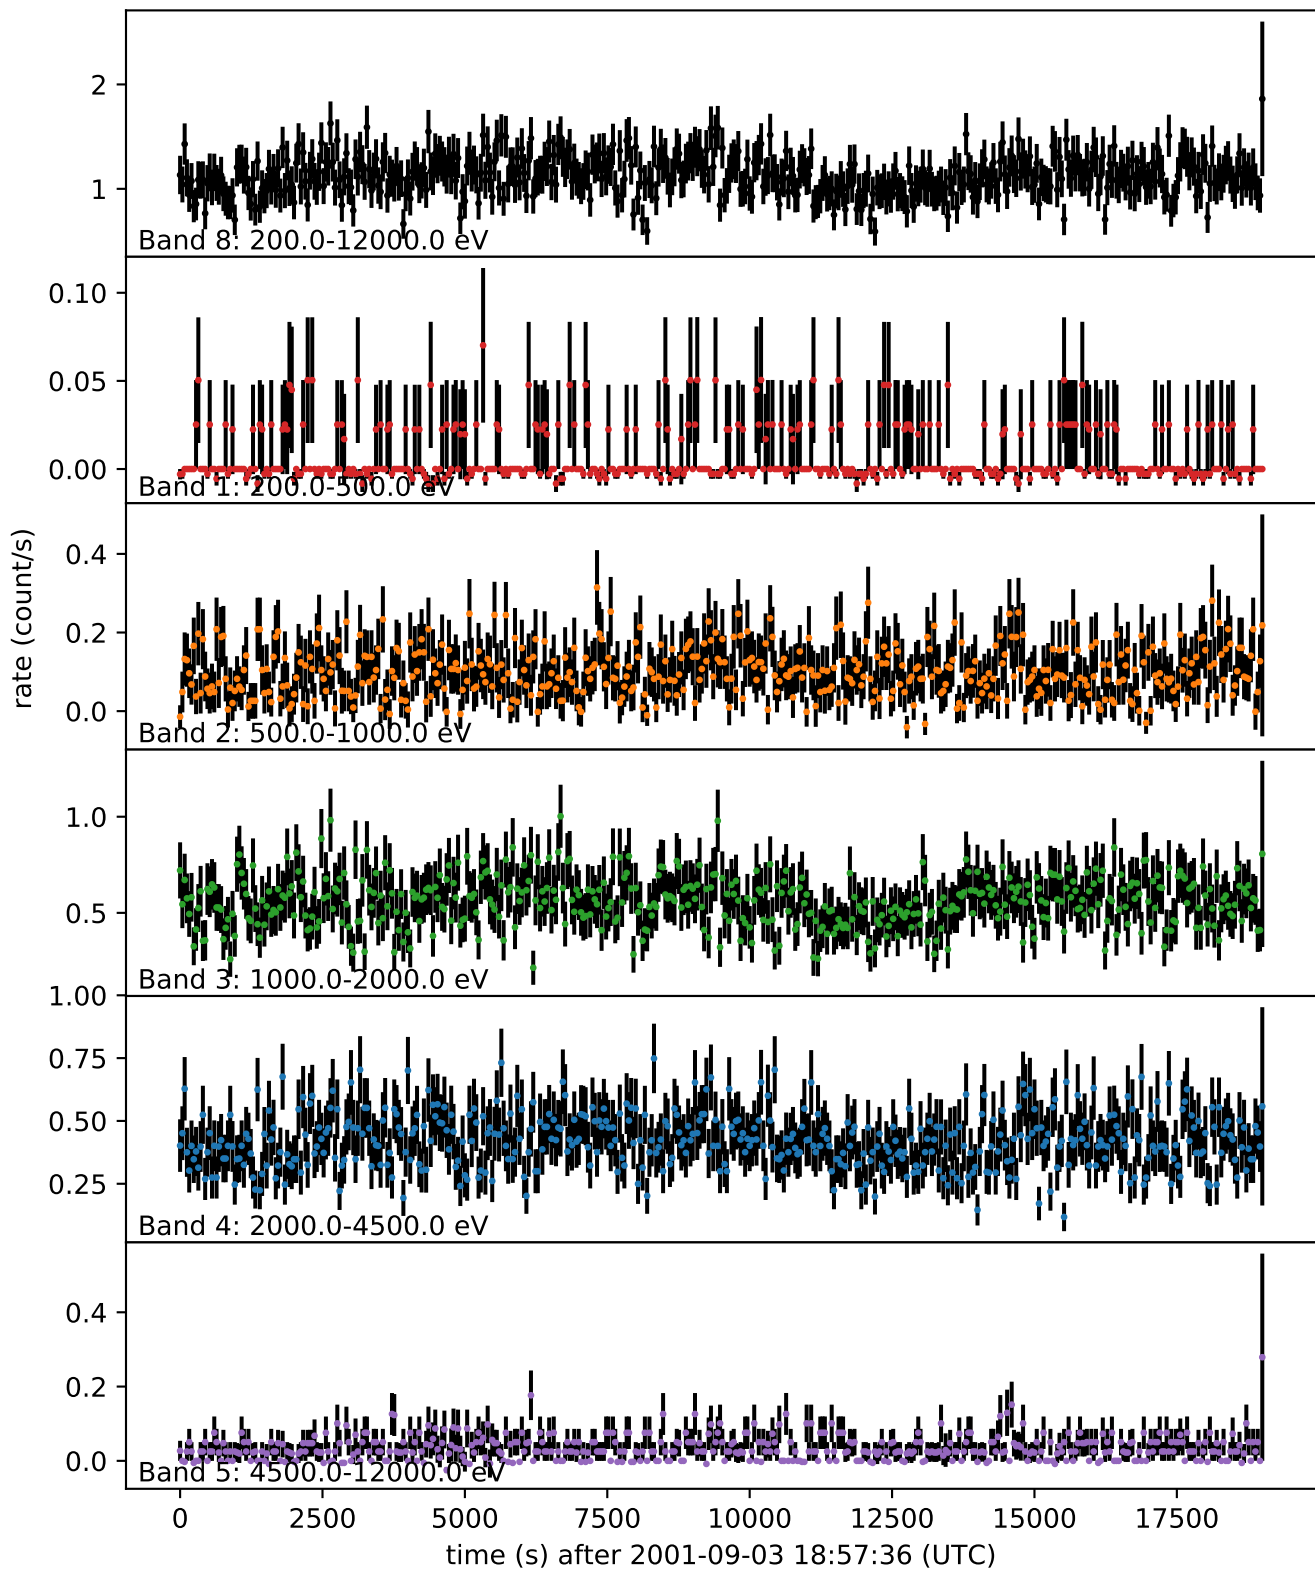 2
1
Band 8: 200.0-12000.0 eV
0.10
0.05
0.00
Band 1: 200.0-500.0 eV
rate (count/s)
0.4
0.2
0.0
Band 2: 500.0-1000.0 eV
1.0
0.5
Band 3: 1000.0-2000.0 eV
1.00
0.75
0.50
0.25
Band 4: 2000.0-4500.0 eV
0.4
0.2
0.0
Band 5: 4500.0-12000.0 eV
0 2500 5000 7500 10000 12500 15000 17500
time (s) after 2001-09-03 18:57:36 (UTC)